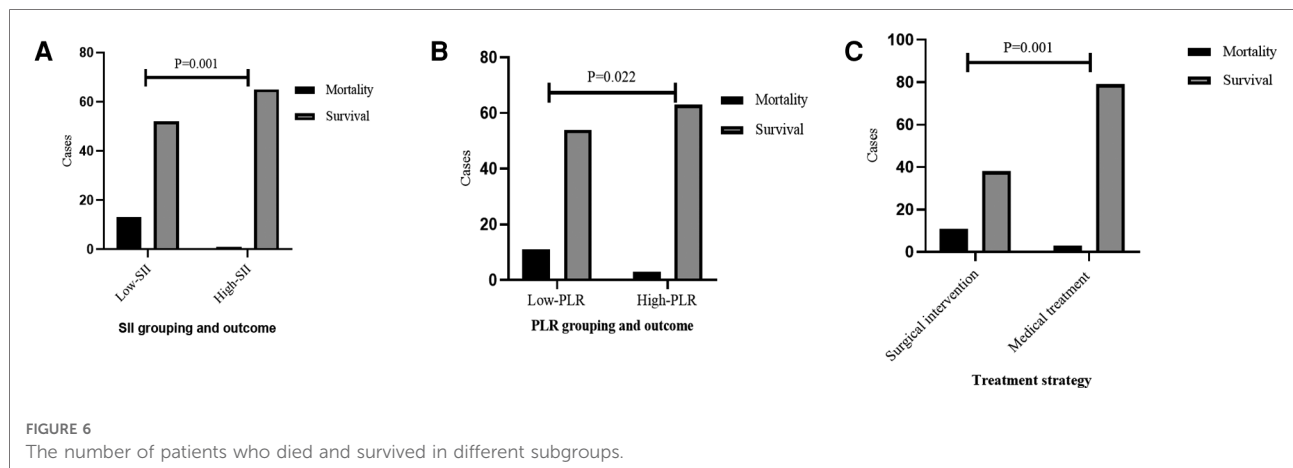 A
80
60
40
20
0
Cases
P=0.001
Mortality
Survival
Low-SII
High-SII
SII grouping and outcome
B
80
60
40
20
0
Cases
P=0.022
Mortality
Survival
Low-PLR
High-PLR
PLR grouping and outcome
C
100
80
60
40
20
0
Cases
P=0.001
Mortality
Survival
Surgical intervention
Medical treatment
Treatment strategy
FIGURE 6
The number of patients who died and survived in different subgroups.